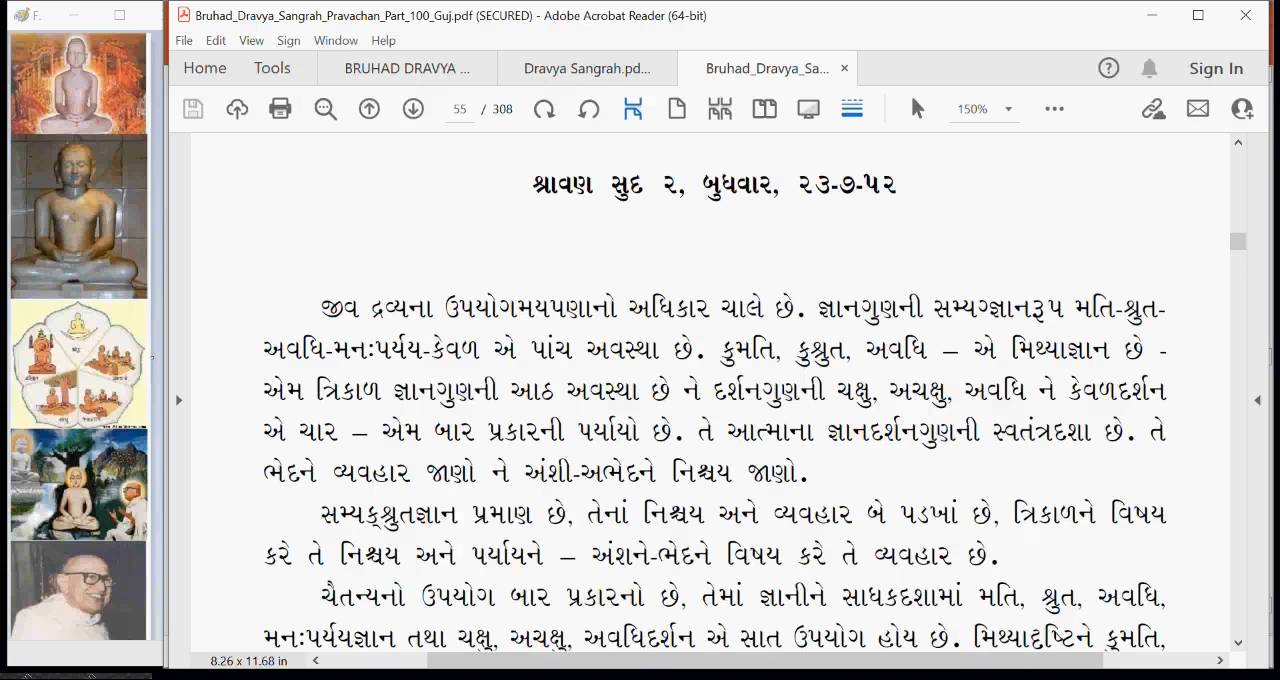 F.
Bruhad_Dravya_Sangrah_Pravachan_Part_100_Guj.pdf (SECURED) - Adobe Acrobat Reader (64-bit)
File Edit View Sign Window Help
Home Tools BRUHAD DRAVYA ... Dravya Sangrah.pd... Bruhad_Dravya_Sa... × Sign In
55 / 308 150%
શ્રાવણ સુદ ૨, બુધવાર, ૨૩-૭-૫૨
જીવ દ્રવ્યના ઉપયોગમયપણાનો અધિકાર ચાલે છે. જ્ઞાનગુણની સમ્યગ્જ્ઞાનરૂપ મતિ-શ્રુત-
અવધિ-મનઃપર્યય-કેવળ એ પાંચ અવસ્થા છે. કુમતિ, કુશ્રુત, અવધિ – એ મિથ્યાજ્ઞાન છે -
એમ ત્રિકાળ જ્ઞાનગુણની આઠ અવસ્થા છે ને દર્શનગુણની ચક્ષુ, અચક્ષુ, અવધિ ને કેવળદર્શન
એ ચાર – એમ બાર પ્રકારની પર્યાયો છે. તે આત્માના જ્ઞાનદર્શનગુણની સ્વતંત્રદશા છે. તે
ભેદને વ્યવહાર જાણો ને અંશી-અભેદને નિશ્ચય જાણો.
સમ્યક્શ્રુતજ્ઞાન પ્રમાણ છે, તેનાં નિશ્ચય અને વ્યવહાર બે પડખાં છે, ત્રિકાળને વિષય
કરે તે નિશ્ચય અને પર્યાયને – અંશને-ભેદને વિષય કરે તે વ્યવહાર છે.
ચૈતન્યનો ઉપયોગ બાર પ્રકારનો છે, તેમાં જ્ઞાનીને સાધકદશામાં મતિ, શ્રુત, અવધિ,
મનઃપર્યયજ્ઞાન તથા ચક્ષુ, અચક્ષુ, અવધિદર્શન એ સાત ઉપયોગ હોય છે. મિથ્યાદૃષ્ટિને કુમતિ,
8.26 x 11.68 in